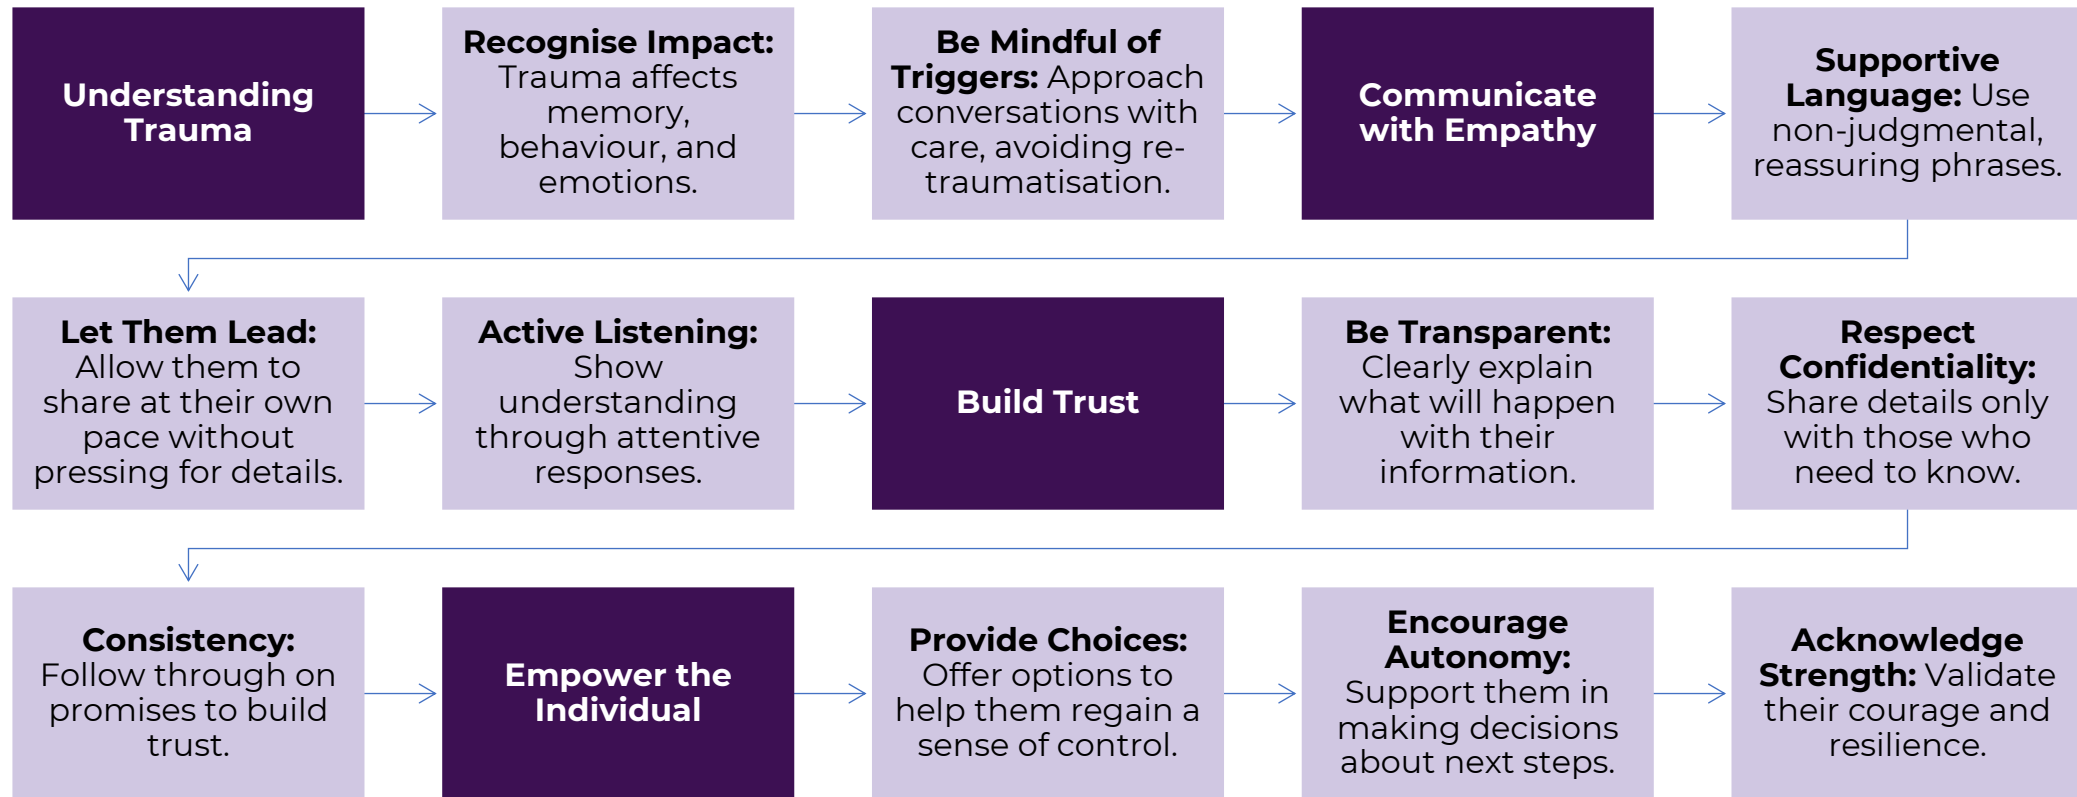 Understanding
Trauma
Recognise Impact:
Trauma affects
memory,
behaviour, and
emotions.
Be Mindful of
Triggers: Approach
conversations with
care, avoiding re-
traumatisation.
Communicate
with Empathy
Supportive
Language: Use
non-judgmental,
reassuring phrases.
Let Them Lead:
Allow them to
share at their own
pace without
pressing for details.
Active Listening:
Show
understanding
through attentive
responses.
Build Trust
Be Transparent:
Clearly explain
what will happen
with their
information.
Respect
Confidentiality:
Share details only
with those who
need to know.
Consistency:
Follow through on
promises to build
trust.
Empower the
Individual
Provide Choices:
Offer options to
help them regain a
sense of control.
Encourage
Autonomy:
Support them in
making decisions
about next steps.
Acknowledge
Strength: Validate
their courage and
resilience.